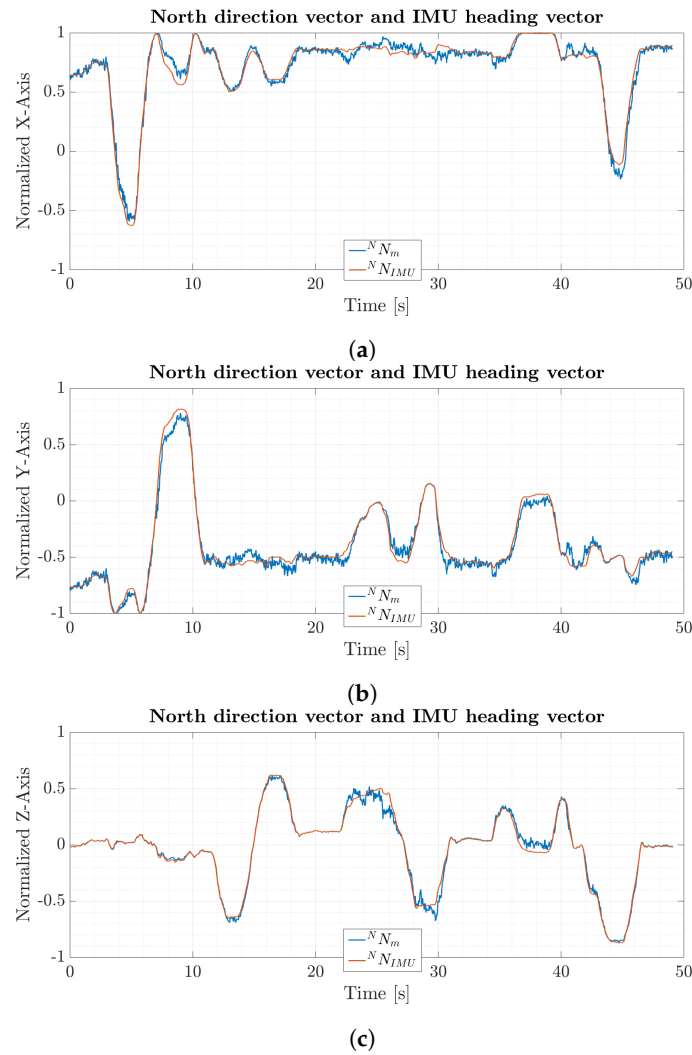 North direction vector and IMU heading vector
1
0.5
0
-0.5
-1
Normalized X-Axis
N N_m
N N_IMU
0 10 20 30 40 50
Time [s]
(a)
North direction vector and IMU heading vector
1
0.5
0
-0.5
-1
Normalized Y-Axis
N N_m
N N_IMU
0 10 20 30 40 50
Time [s]
(b)
North direction vector and IMU heading vector
1
0.5
0
-0.5
-1
Normalized Z-Axis
N N_m
N N_IMU
0 10 20 30 40 50
Time [s]
(c)